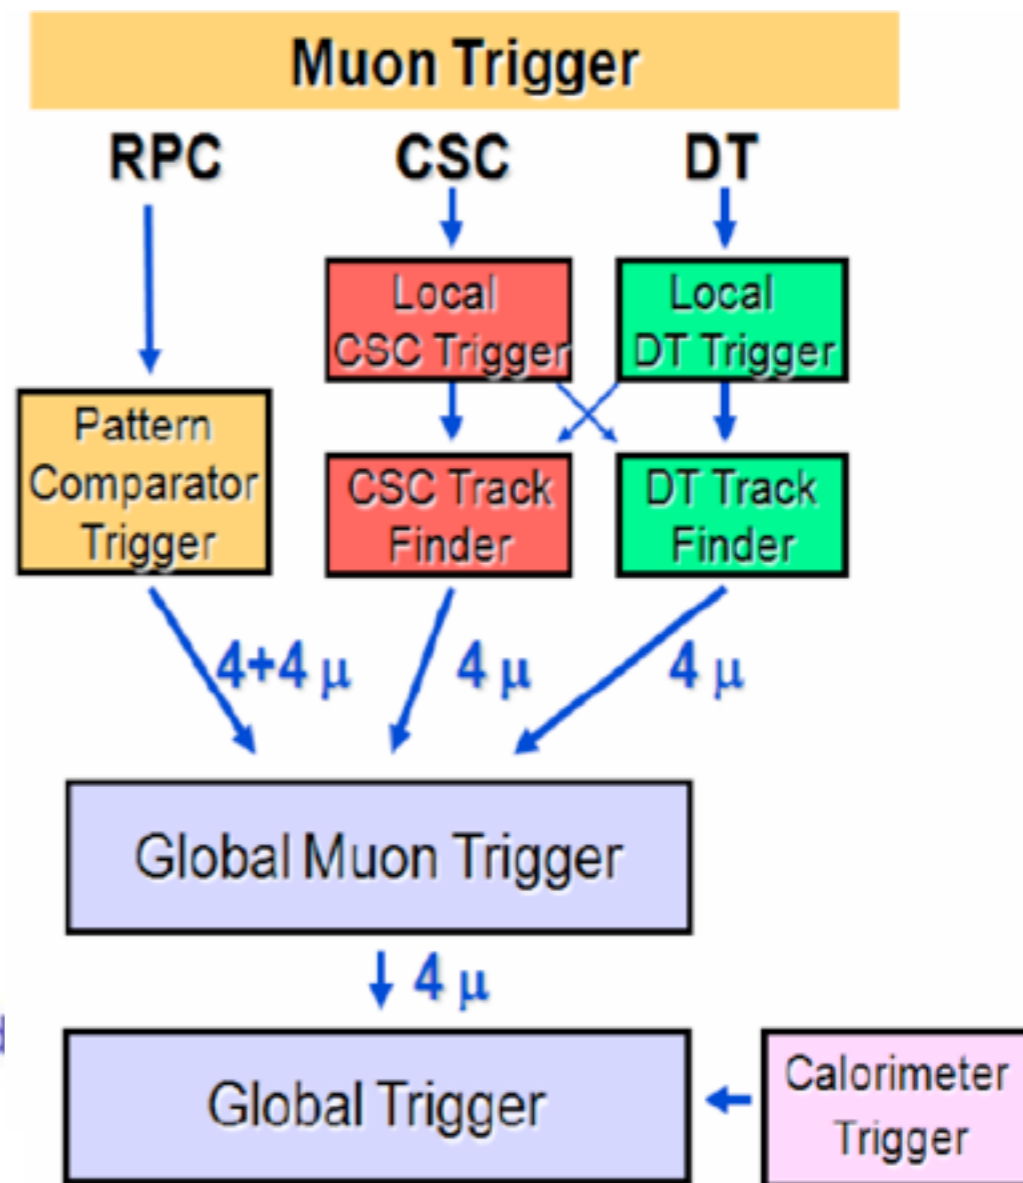 Muon Trigger
RPC CSC DT
Local
CSC Trigger
Local
DT Trigger
Pattern
Comparator
Trigger
CSC Track
Finder
DT Track
Finder
4+4 μ
4 μ
4 μ
Global Muon Trigger
4 μ
Global Trigger
Calorimeter
Trigger